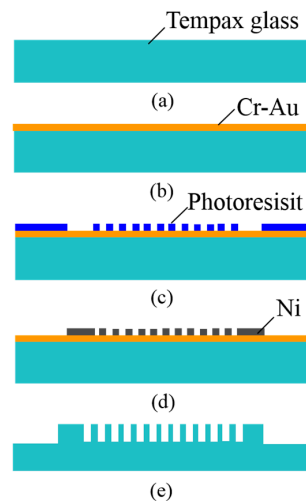 Tempax glass
(a)
Cr-Au
(b)
Photoresisit
(c)
Ni
(d)
(e)